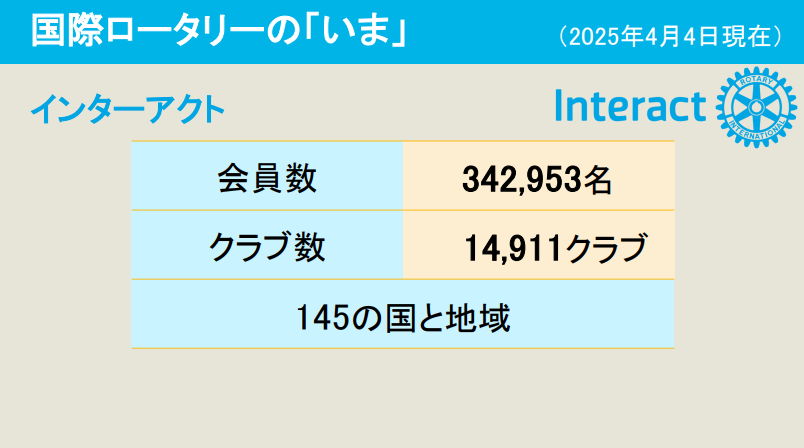 国際ロータリーの「いま」
（2025年4月4日現在）
インターアクト
Interact
ROTARY
INTERNATIONAL
会員数 342,953名
クラブ数 14,911クラブ
145の国と地域